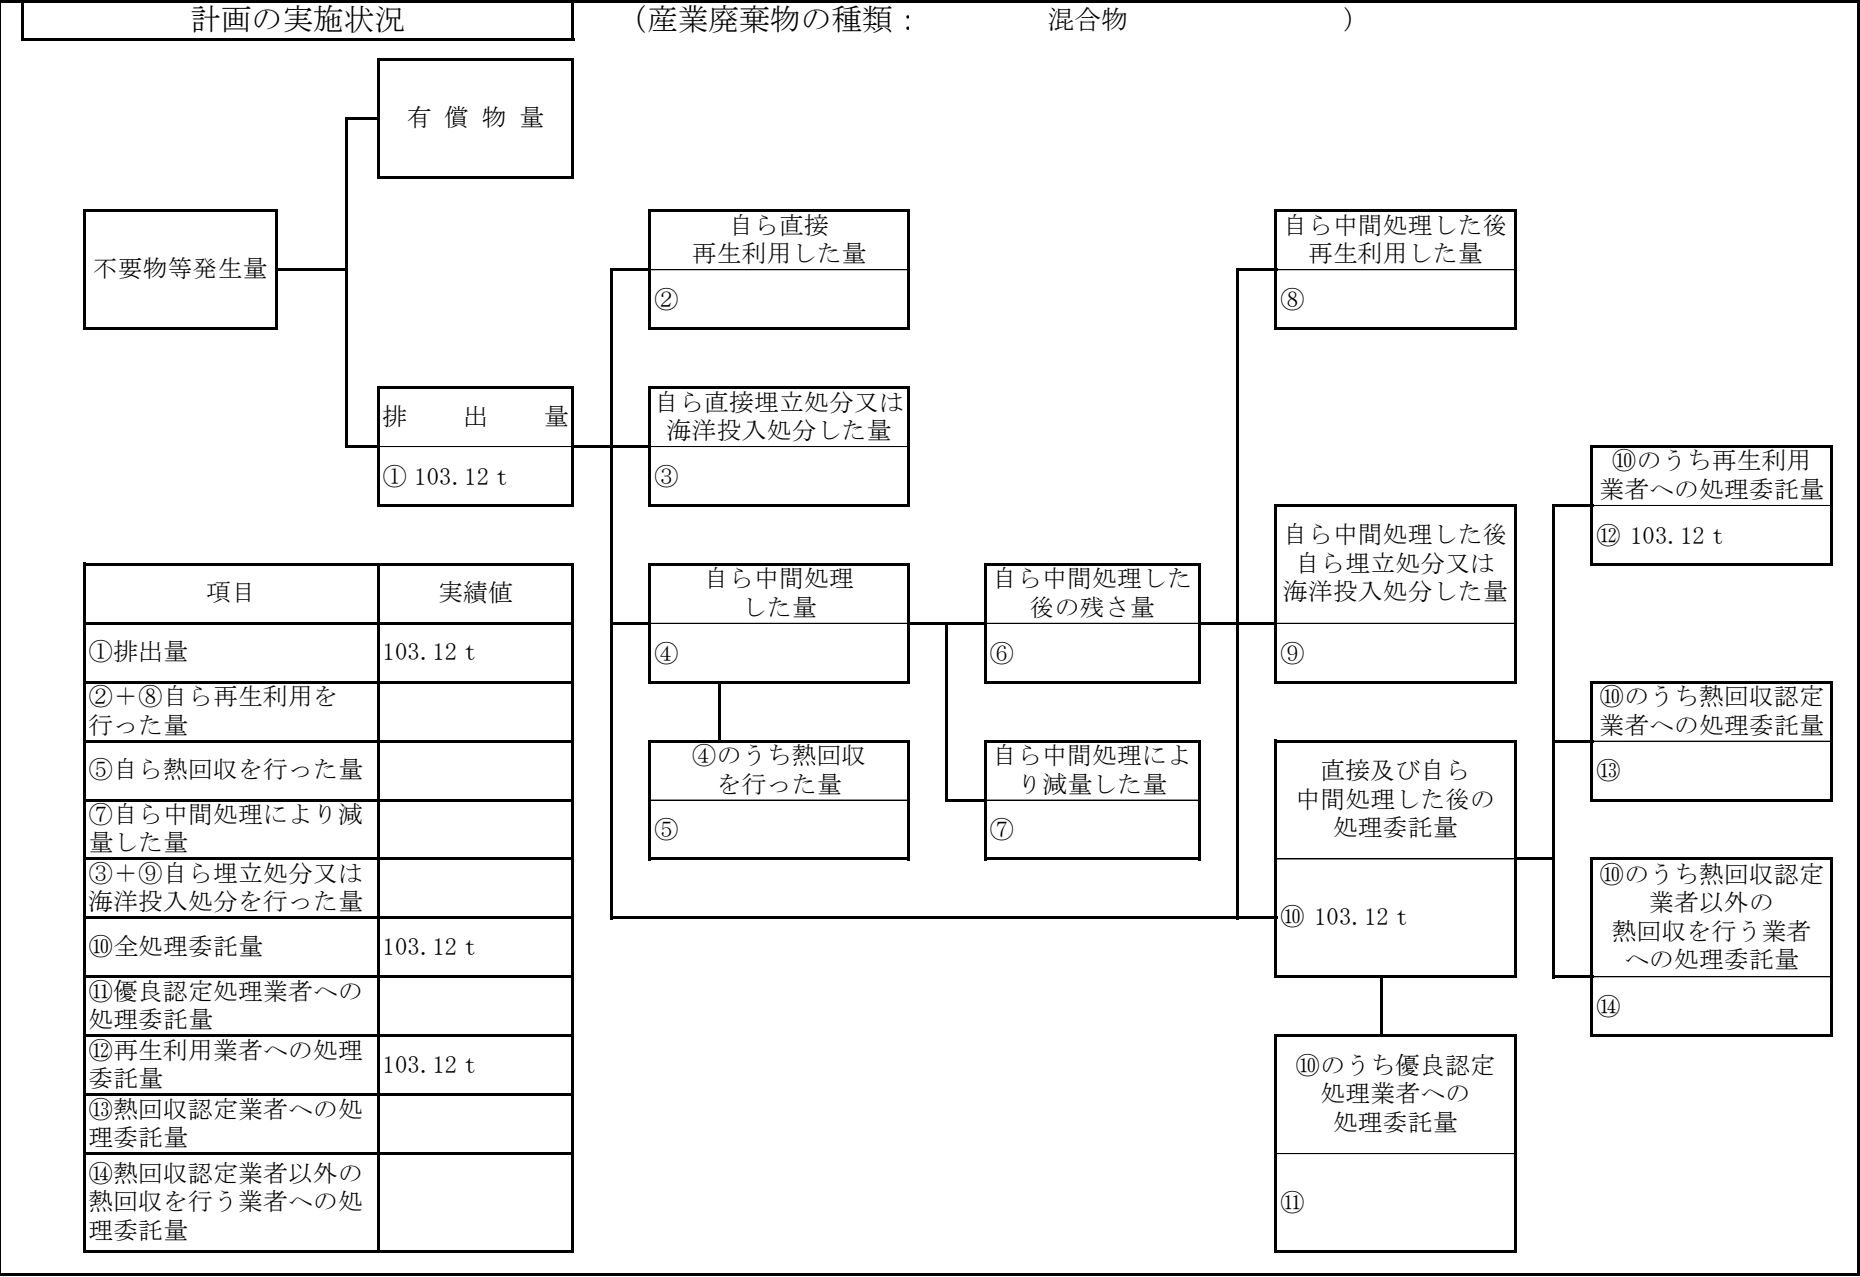 計画の実施状況
（産業廃棄物の種類： 混合物 ）
有 償 物 量
不要物等発生量
自ら直接
再生利用した量
②
自ら中間処理した後
再生利用した量
⑧
排 出 量
① 103.12 t
自ら直接埋立処分又は
海洋投入処分した量
③
⑩のうち再生利用
業者への処理委託量
⑫ 103.12 t
自ら中間処理した後
自ら埋立処分又は
海洋投入処分した量
⑨
自ら中間処理
した量
④
自ら中間処理した
後の残さ量
⑥
④のうち熱回収
を行った量
⑤
自ら中間処理によ
り減量した量
⑦
直接及び自ら
中間処理した後の
処理委託量
⑩ 103.12 t
⑩のうち熱回収認定
業者への処理委託量
⑬
⑩のうち熱回収認定
業者以外の
熱回収を行う業者
への処理委託量
⑭
⑩のうち優良認定
処理業者への
処理委託量
⑪
項目 実績値
①排出量 103.12 t
②＋⑧自ら再生利用を
行った量
⑤自ら熱回収を行った量
⑦自ら中間処理により減
量した量
③＋⑨自ら埋立処分又は
海洋投入処分を行った量
⑩全処理委託量 103.12 t
⑪優良認定処理業者への
処理委託量
⑫再生利用業者への処理
委託量 103.12 t
⑬熱回収認定業者への処
理委託量
⑭熱回収認定業者以外の
熱回収を行う業者への処
理委託量